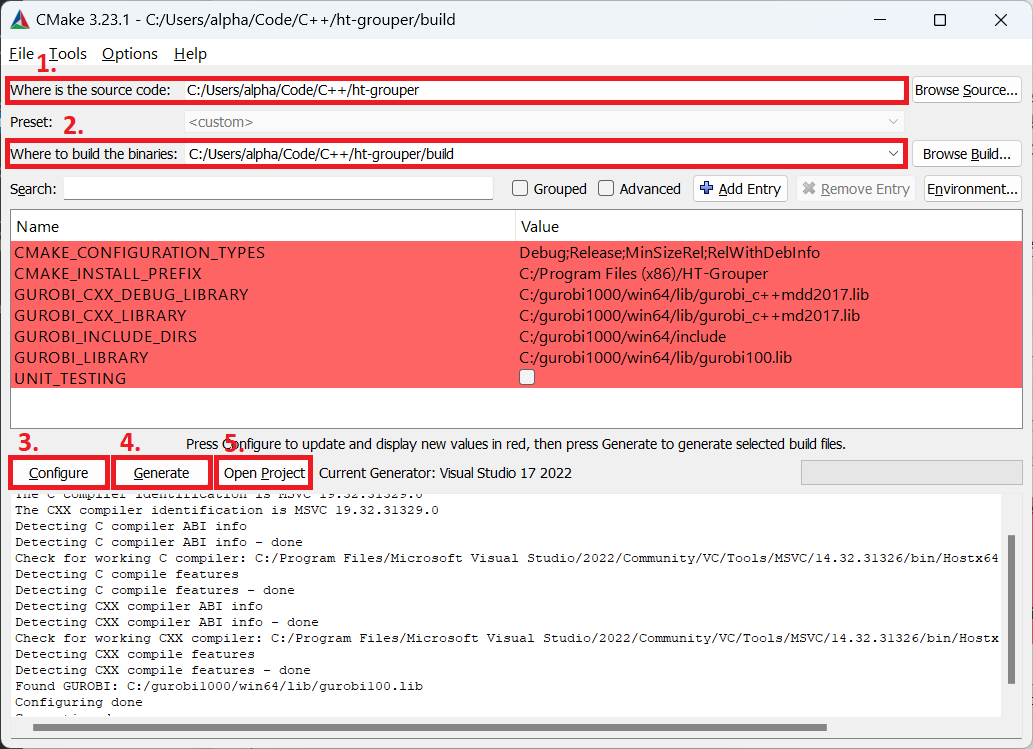 CMake 3.23.1 - C:/Users/alpha/Code/C++/ht-grouper/build
File Tools Options Help
1.
Where is the source code: C:/Users/alpha/Code/C++/ht-grouper Browse Source...
Preset: <custom>
2.
Where to build the binaries: C:/Users/alpha/Code/C++/ht-grouper/build Browse Build...
Search: Grouped Advanced Add Entry Remove Entry Environment...
Name Value
CMAKE_CONFIGURATION_TYPES Debug;Release;MinSizeRel;RelWithDebInfo
CMAKE_INSTALL_PREFIX C:/Program Files (x86)/HT-Grouper
GUROBI_CXX_DEBUG_LIBRARY C:/gurobi1000/win64/lib/gurobi_c++mdd2017.lib
GUROBI_CXX_LIBRARY C:/gurobi1000/win64/lib/gurobi_c++md2017.lib
GUROBI_INCLUDE_DIRS C:/gurobi1000/win64/include
GUROBI_LIBRARY C:/gurobi1000/win64/lib/gurobi100.lib
UNIT_TESTING
3. 4. 5.
Press Configure to update and display new values in red, then press Generate to generate selected build files.
Configure Generate Open Project Current Generator: Visual Studio 17 2022
The C compiler identification is MSVC 19.32.31329.0
The CXX compiler identification is MSVC 19.32.31329.0
Detecting C compiler ABI info
Detecting C compiler ABI info - done
Check for working C compiler: C:/Program Files/Microsoft Visual Studio/2022/Community/VC/Tools/MSVC/14.32.31326/bin/Hostx64
Detecting C compile features
Detecting C compile features - done
Detecting CXX compiler ABI info
Detecting CXX compiler ABI info - done
Check for working CXX compiler: C:/Program Files/Microsoft Visual Studio/2022/Community/VC/Tools/MSVC/14.32.31326/bin/Hostx
Detecting CXX compile features
Detecting CXX compile features - done
Found GUROBI: C:/gurobi1000/win64/lib/gurobi100.lib
Configuring done